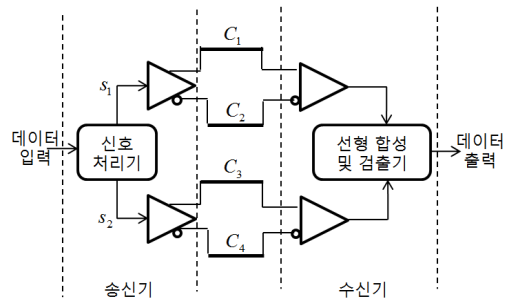 C1
s1
C2
데이터
입력
신호
처리기
선형 합성
및 검출기
데이터
출력
C3
s2
C4
송신기
수신기